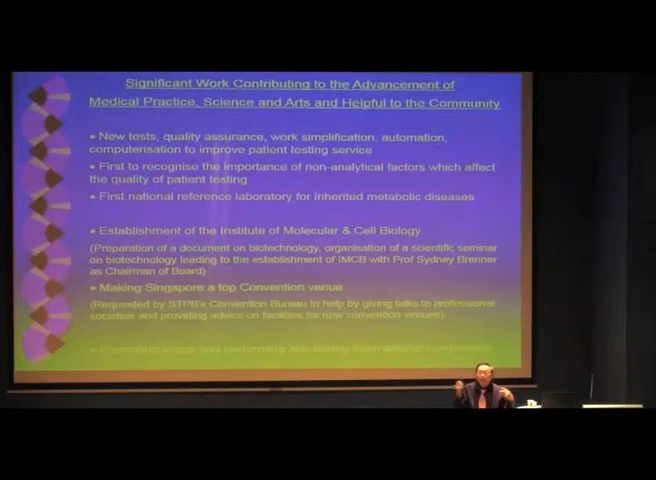 Significant Work Contributing to the Advancement of
Medical Practice, Science and Arts and Helpful to the Community
• New tests, quality assurance, work simplification, automation,
computerisation to improve patient testing service
• First to recognise the importance of non-analytical factors which affect
the quality of patient testing
• First national reference laboratory for inherited metabolic diseases
• Establishment of the Institute of Molecular & Cell Biology
(Preparation of a document on biotechnology, organisation of a scientific seminar
on biotechnology leading to the establishment of IMCB with Prof Sydney Brenner
as Chairman of Board)
• Making Singapore a top Convention venue
(Requested by STPB's Convention Bureau to help by giving talks to professional
societies and providing advice on facilities for new convention venues)
• Promoting and performing arts during